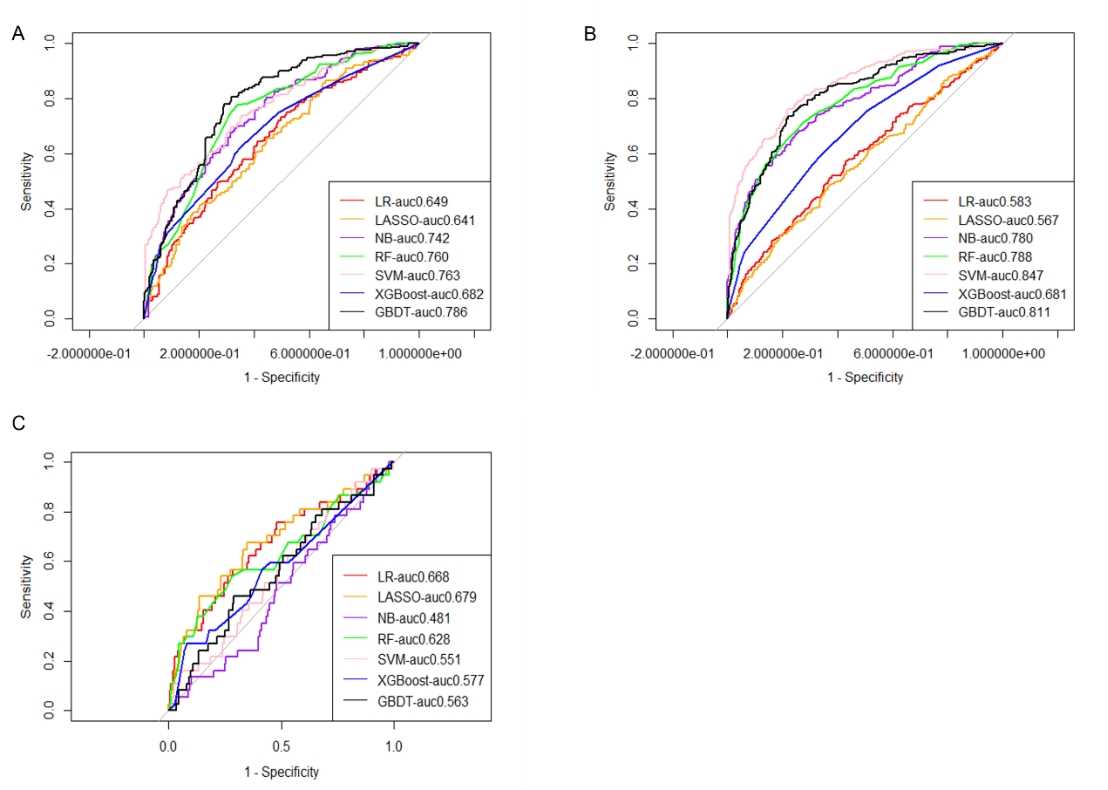 A
1.0
0.8
0.6
0.4
0.2
0.0
Sensitivity
LR-auc0.649
LASSO-auc0.641
NB-auc0.742
RF-auc0.760
SVM-auc0.763
XGBoost-auc0.682
GBDT-auc0.786
-2.000000e-01 2.000000e-01 6.000000e-01 1.000000e+00
1 - Specificity
B
1.0
0.8
0.6
0.4
0.2
0.0
Sensitivity
LR-auc0.583
LASSO-auc0.567
NB-auc0.780
RF-auc0.788
SVM-auc0.847
XGBoost-auc0.681
GBDT-auc0.811
-2.000000e-01 2.000000e-01 6.000000e-01 1.000000e+00
1 - Specificity
C
1.0
0.8
0.6
0.4
0.2
0.0
Sensitivity
LR-auc0.668
LASSO-auc0.679
NB-auc0.481
RF-auc0.628
SVM-auc0.551
XGBoost-auc0.577
GBDT-auc0.563
0.0 0.5 1.0
1 - Specificity